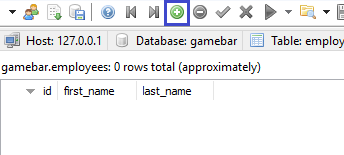 Host: 127.0.0.1 Database: gamebar Table: employ
gamebar.employees: 0 rows total (approximately)
id first_name last_name